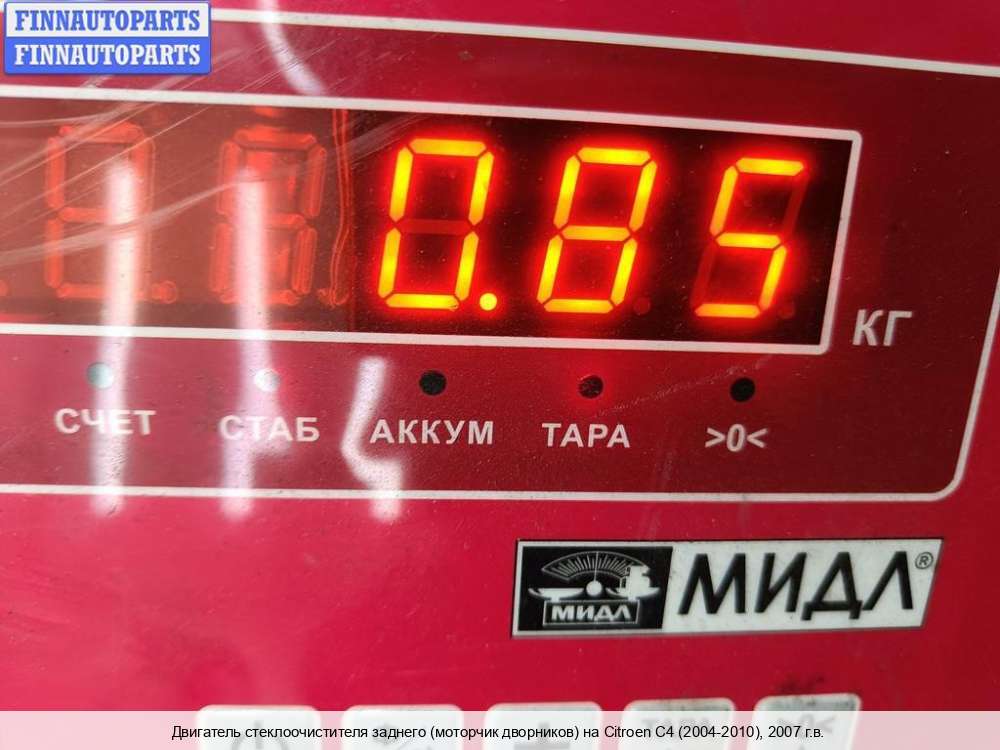 FINNAUTOPARTS
FINNAUTOPARTS
0.85
КГ
СЧЕТ СТАБ АККУМ ТАРА >0<
МИДЛ МИДЛ®
Двигатель стеклоочистителя заднего (моторчик дворников) на Citroen C4 (2004-2010), 2007 г.в.